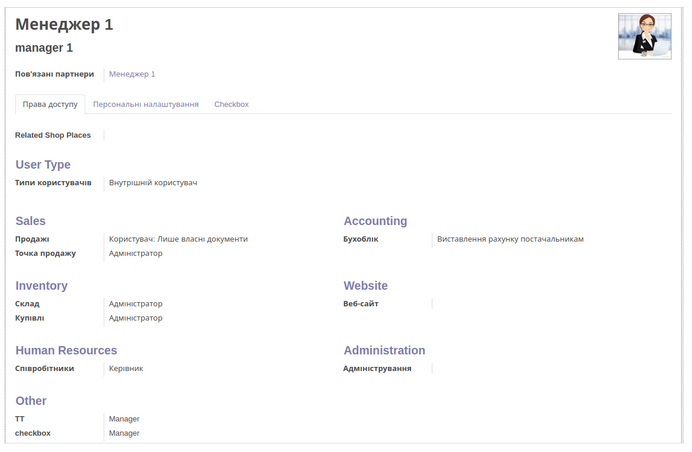 Менеджер 1
manager 1
Пов'язані партнери Менеджер 1
Права доступу Персональні налаштування Checkbox
Related Shop Places
User Type
Типи користувачів Внутрішній користувач
Sales Accounting
Продажі Користувач: Лише власні документи Бухоблік Виставлення рахунку постачальникам
Точка продажу Адміністратор
Inventory Website
Склад Адміністратор Веб-сайт
Купівлі Адміністратор
Human Resources Administration
Співробітники Керівник Адміністрування
Other
ТТ Manager
checkbox Manager